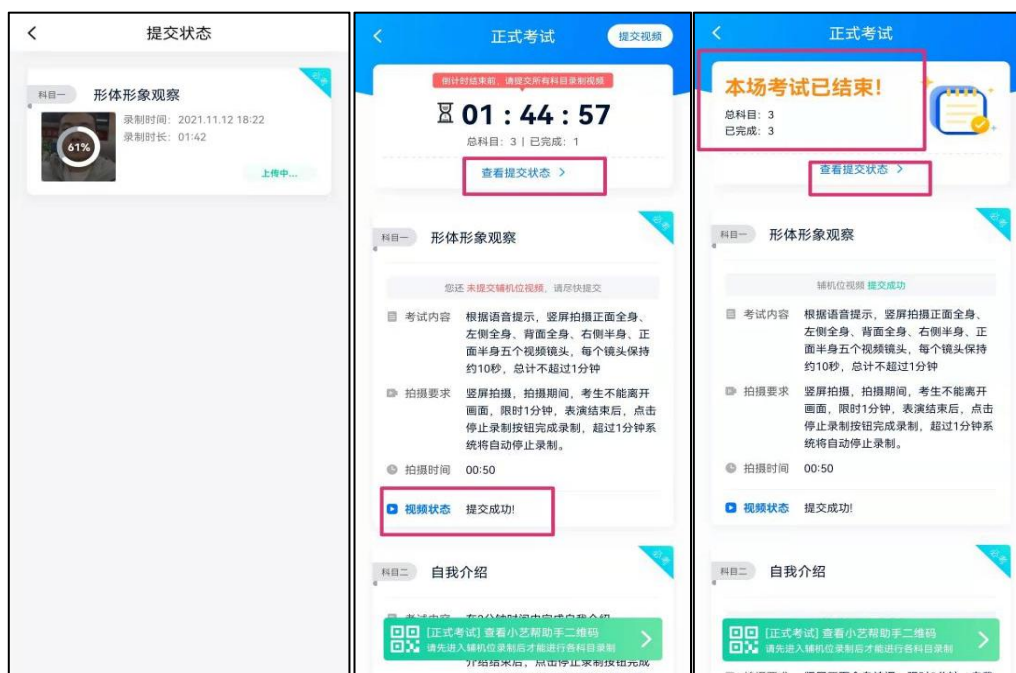 提交状态
必考
科目一 形体形象观察
录制时间: 2021.11.12 18:22
录制时长: 01:42
61%
上传中...
正式考试
提交视频
倒计时结束前，请提交所有科目录制视频
01 : 44 : 57
总科目: 3 | 已完成: 1
查看提交状态 >
必考
科目一 形体形象观察
您还 未提交辅机位视频, 请尽快提交
考试内容 根据语音提示，竖屏拍摄正面全身、
左侧全身、背面全身、右侧半身、正
面半身五个视频镜头，每个镜头保持
约10秒，总计不超过1分钟
拍摄要求 竖屏拍摄，拍摄期间，考生不能离开
画面，限时1分钟，表演结束后，点击
停止录制按钮完成录制，超过1分钟系
统将自动停止录制。
拍摄时间 00:50
视频状态 提交成功!
必考
科目二 自我介绍
[正式考试] 查看小艺帮助手二维码
请先进入辅机位录制后才能进行各科目录制
介绍结束后，点击停止录制按钮完成
正式考试
本场考试已结束!
总科目: 3
已完成: 3
查看提交状态 >
必考
科目一 形体形象观察
辅机位视频 提交成功
考试内容 根据语音提示，竖屏拍摄正面全身、
左侧全身、背面全身、右侧半身、正
面半身五个视频镜头，每个镜头保持
约10秒，总计不超过1分钟
拍摄要求 竖屏拍摄，拍摄期间，考生不能离开
画面，限时1分钟，表演结束后，点击
停止录制按钮完成录制，超过1分钟系
统将自动停止录制。
拍摄时间 00:50
视频状态 提交成功!
必考
科目二 自我介绍
[正式考试] 查看小艺帮助手二维码
请先进入辅机位录制后才能进行各科目录制